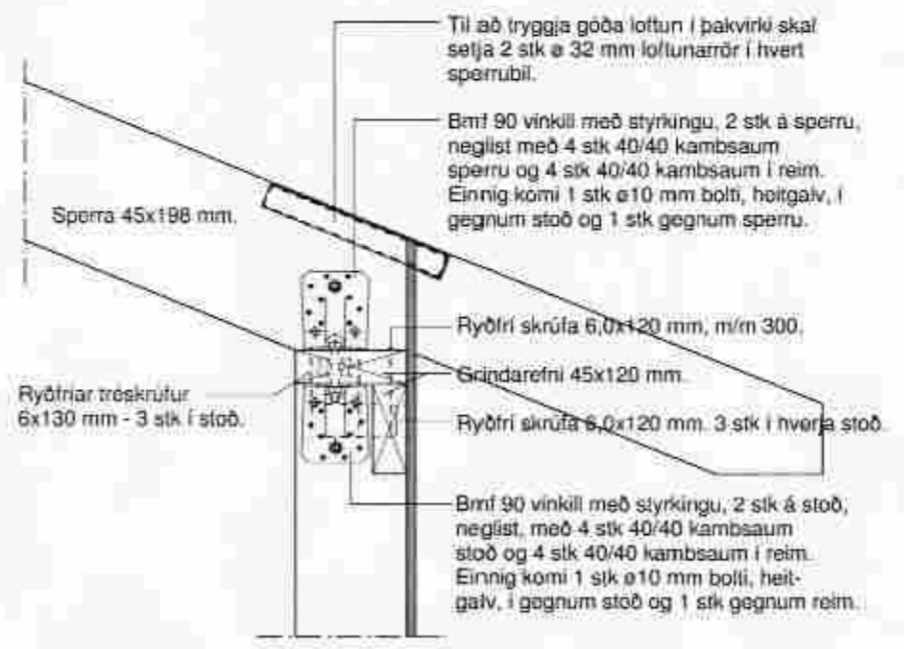 Til að tryggja góða loftun í þakvirki skal
setja 2 stk ø 32 mm loftunarrör í hvert
sperrubil.
Bmf 90 vinkill með styrkingu, 2 stk á sperru,
neglist með 4 stk 40/40 kambsaum
sperru og 4 stk 40/40 kambsaum í reim.
Einnig komi 1 stk ø10 mm bolti, heitgalv, í
gegnum stoð og 1 stk gegnum sperru.
Sperra 45x198 mm.
Ryðfrí skrúfa 6,0x120 mm, m/m 300.
Grindarefni 45x120 mm.
Ryðfríar tréskrúfur
6x130 mm - 3 stk í stoð.
Ryðfrí skrúfa 6,0x120 mm. 3 stk í hverja stoð.
Bmf 90 vinkill með styrkingu, 2 stk á stoð,
neglist, með 4 stk 40/40 kambsaum
stoð og 4 stk 40/40 kambsaum í reim.
Einnig komi 1 stk ø10 mm bolti, heit-
galv, í gegnum stoð og 1 stk gegnum reim.